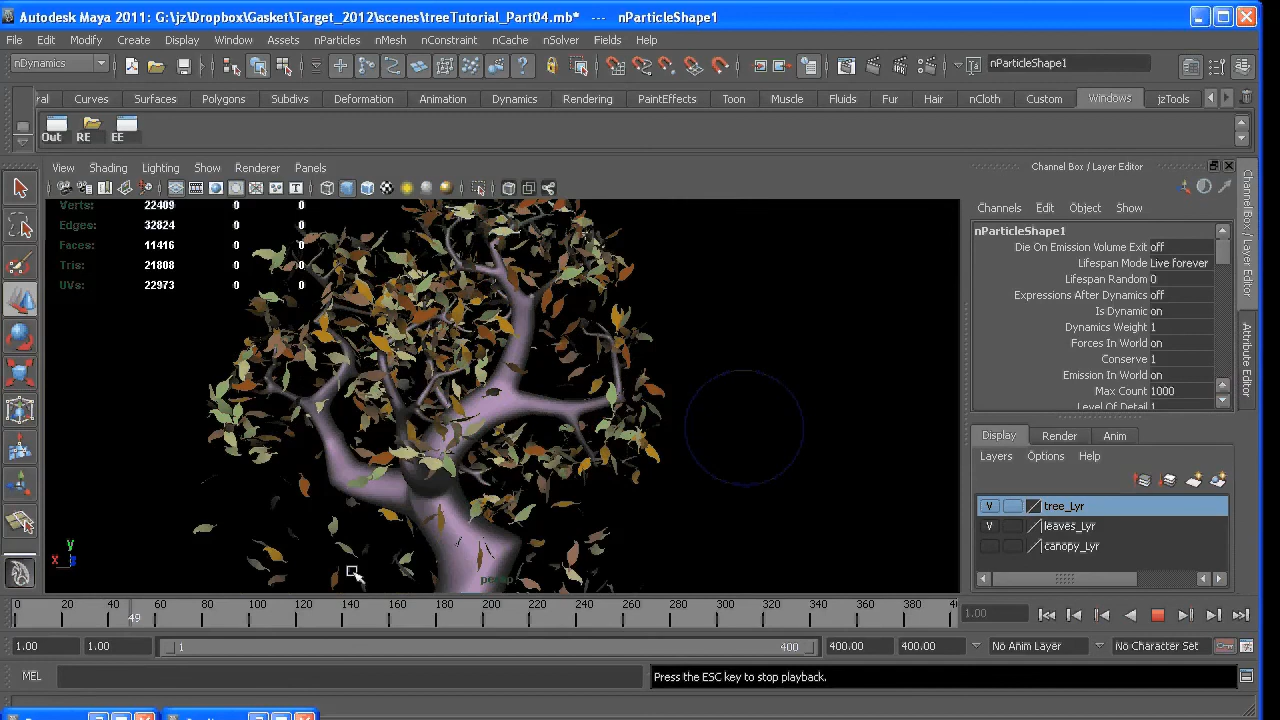 Autodesk Maya 2011: G:\jz\Dropbox\Gasket\Target_2012\scenes\treeTutorial_Part04.mb* --- nParticleShape1
File Edit Modify Create Display Window Assets nParticles nMesh nConstraint nCache nSolver Fields Help
nDynamics
nParticleShape1
ral Curves Surfaces Polygons Subdivs Deformation Animation Dynamics Rendering PaintEffects Toon Muscle Fluids Fur Hair nCloth Custom Windows jzTools
Out RE EE
View Shading Lighting Show Renderer Panels
Verts: 22409 0 0
Edges: 32824 0 0
Faces: 11416 0 0
Tris: 21808 0 0
UVs: 22973 0 0
y
x
persp
Channel Box / Layer Editor
Channels Edit Object Show
nParticleShape1
Die On Emission Volume Exit off
Lifespan Mode Live forever
Lifespan Random 0
Expressions After Dynamics off
Is Dynamic on
Dynamics Weight 1
Forces In World on
Conserve 1
Emission In World on
Max Count 1000
Level Of Detail 1
Channel Box / Layer Editor
Attribute Editor
Display Render Anim
Layers Options Help
V tree_Lyr
V leaves_Lyr
canopy_Lyr
0 20 40 49 60 80 100 120 140 160 180 200 220 240 260 280 300 320 340 360 380
1.00
1.00 1.00 1 400 400.00 400.00 No Anim Layer No Character Set
MEL
Press the ESC key to stop playback.